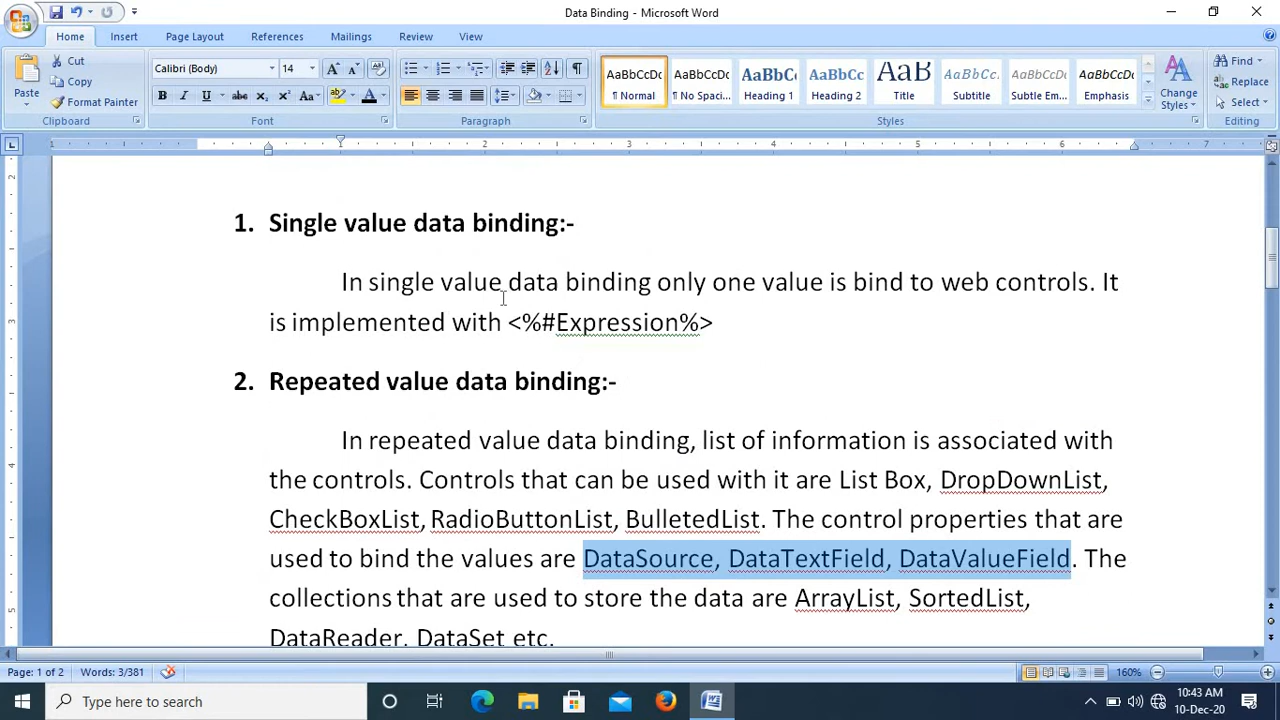 Data Binding - Microsoft Word
Home Insert Page Layout References Mailings Review View
Paste
Cut
Copy
Format Painter
Clipboard
Calibri (Body) 14
Font
Paragraph
AaBbCcDc AaBbCcDc AaBbC AaBbCc AaB AaBbCc. AaBbCcDc AaBbCcDc
¶ Normal ¶ No Spaci... Heading 1 Heading 2 Title Subtitle Subtle Em... Emphasis
Styles
Change Styles
Find
Replace
Select
Editing
1. Single value data binding:-
In single value data binding only one value is bind to web controls. It
is implemented with <%#Expression%>
2. Repeated value data binding:-
In repeated value data binding, list of information is associated with
the controls. Controls that can be used with it are List Box, DropDownList,
CheckBoxList, RadioButtonList, BulletedList. The control properties that are
used to bind the values are DataSource, DataTextField, DataValueField. The
collections that are used to store the data are ArrayList, SortedList,
DataReader, DataSet etc.
Page: 1 of 2 Words: 3/381 160%
Type here to search
10:43 AM
10-Dec-20